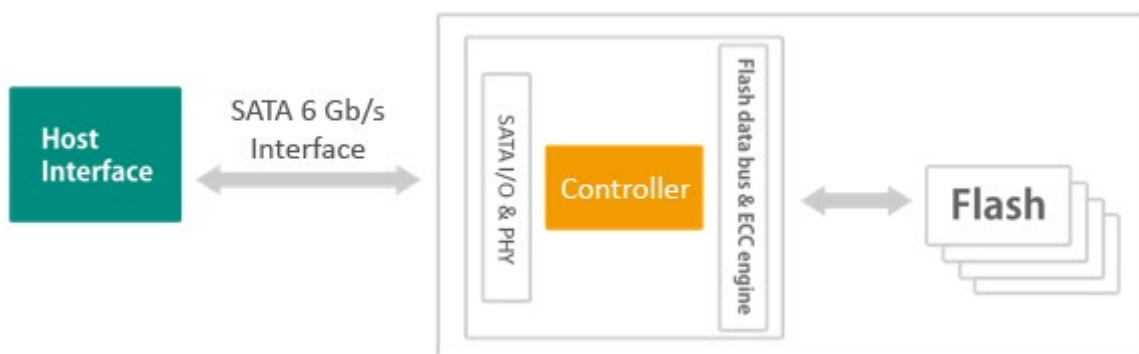 Host
Interface
SATA 6 Gb/s
Interface
SATA I/O & PHY
Controller
Flash data bus & ECC engine
Flash